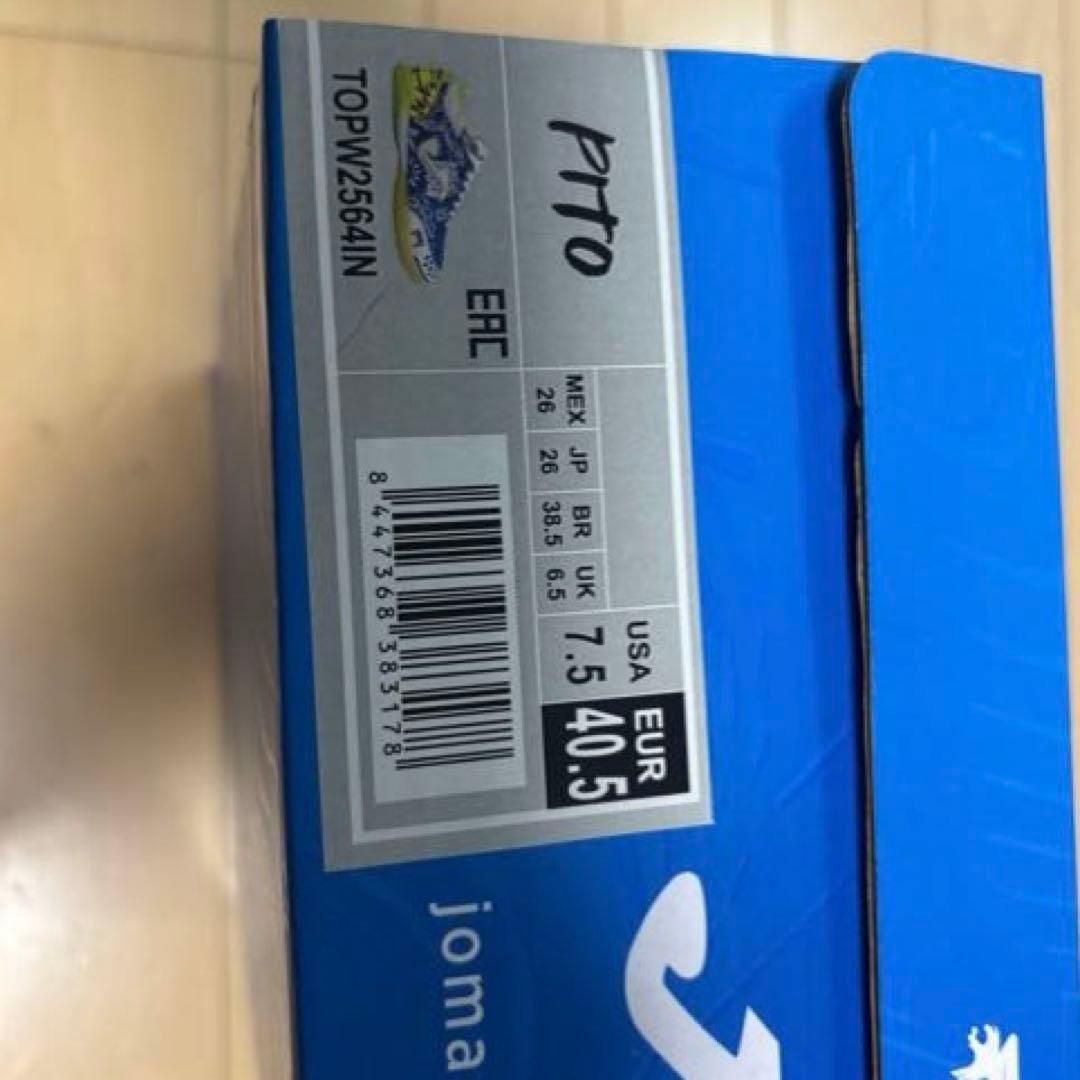 PITO
TOPW2564IN
EAC
MEX JP BR UK
26 26 38.5 6.5
USA
7.5
EUR
40.5
8 447368 383178
joma